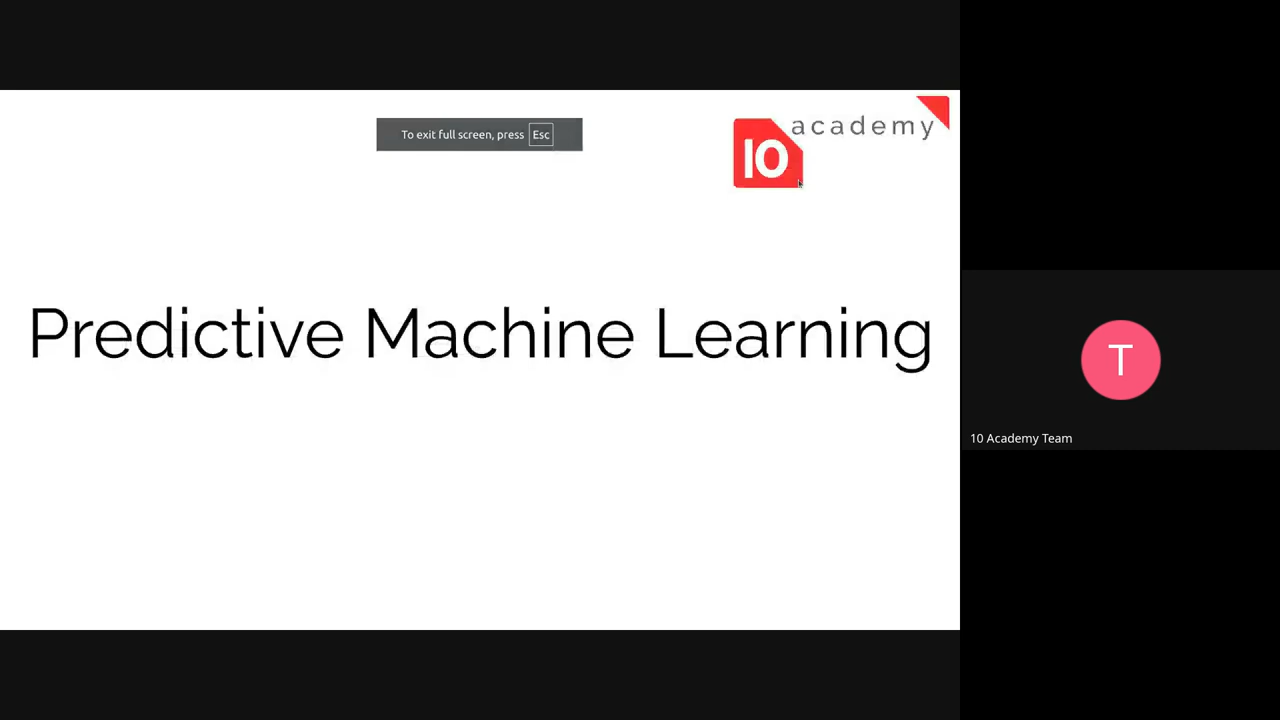 To exit full screen, press Esc
10 academy
Predictive Machine Learning
T
10 Academy Team